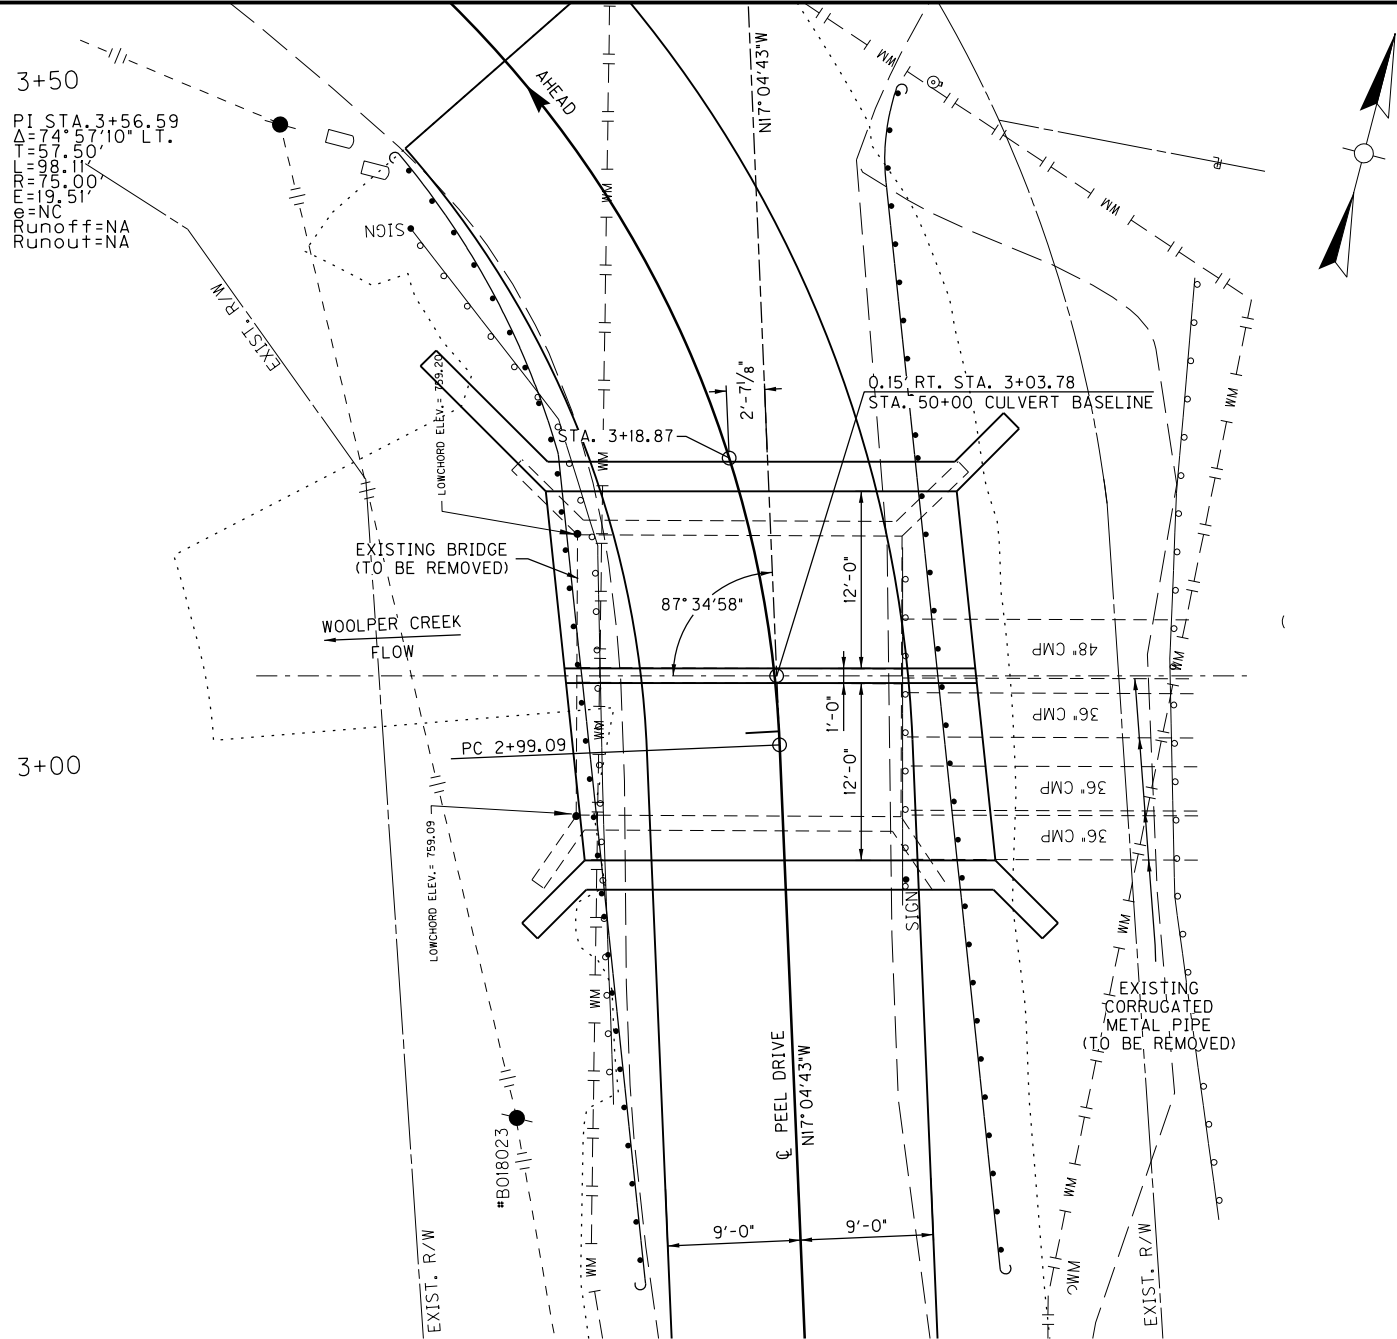 3+50
PI STA.3+56.59
Δ=74°57'10" LT.
T=57.50'
L=98.11'
R=75.00'
E=19.51'
e=NC
Runoff=NA
Runout=NA
AHEAD
N17°04'43"W
WM
WM
WM
SIGN
EXIST. R/W
LOWCHORD ELEV.= 759.20
2'-7 1/8"
0.15' RT. STA. 3+03.78
STA. 50+00 CULVERT BASELINE
WM
STA. 3+18.87
WM
EXISTING BRIDGE
(TO BE REMOVED)
87°34'58"
12'-0"
WOOLPER CREEK
FLOW
48" CMP
WM
36" CMP
1'-0"
WM
PC 2+99.09
3+00
12'-0"
36" CMP
36" CMP
LOWCHORD ELEV.= 759.09
SIGN
WM
WM
EXISTING
CORRUGATED
METAL PIPE
(TO BE REMOVED)
℄ PEEL DRIVE
N17°04'43"W
#B018023
WM
9'-0"
9'-0"
EXIST. R/W
WM
EXIST. R/W